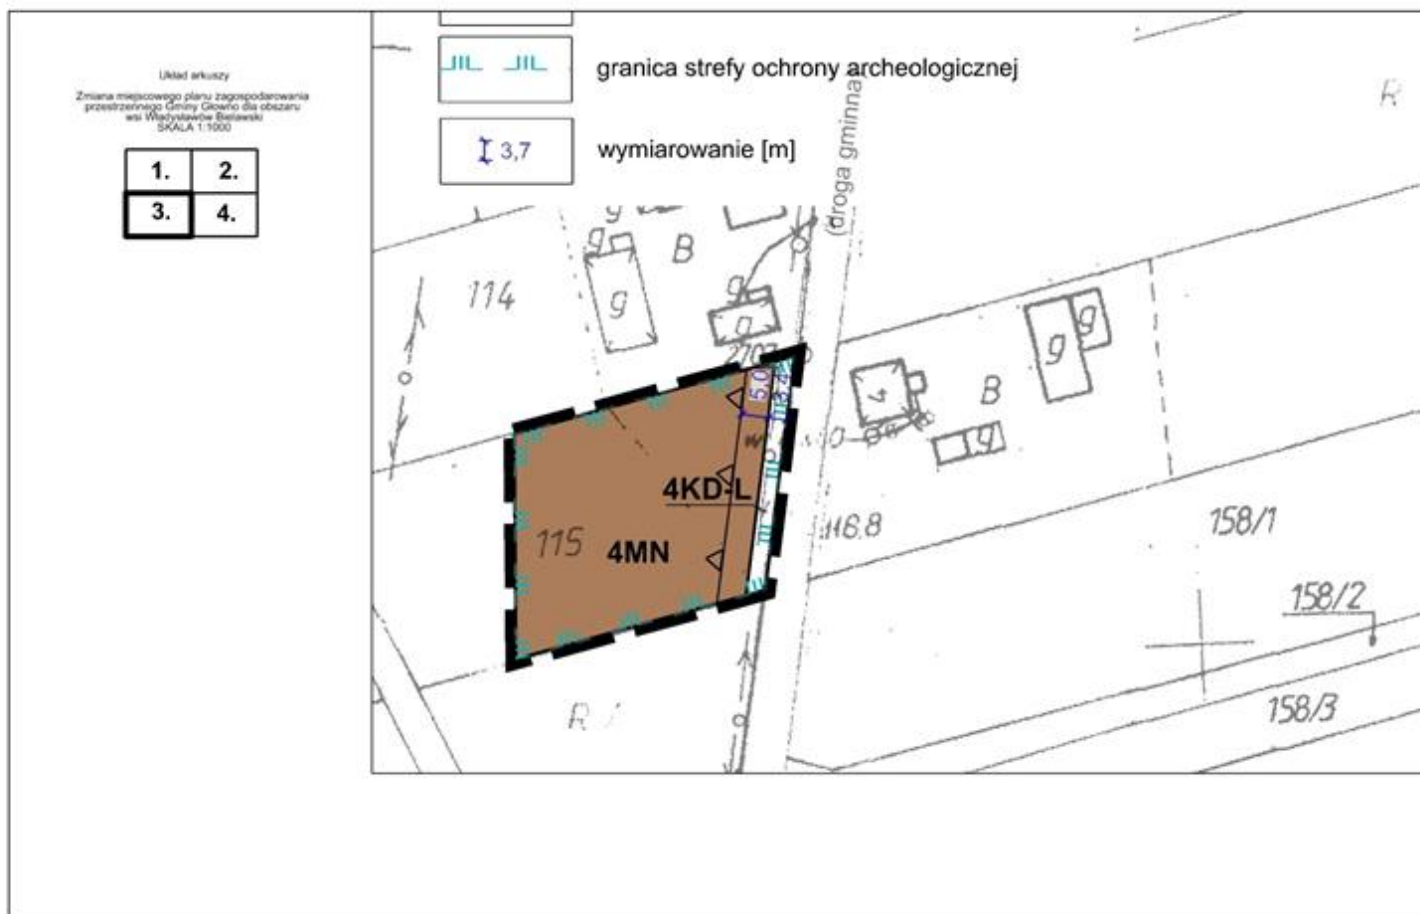 Układ arkuszy
Zmiana miejscowego planu zagospodarowania
przestrzennego Gminy Głowno dla obszaru
wsi Władysławów Bielawski
SKALA 1:1000
1. 2.
3. 4.
granica strefy ochrony archeologicznej
3,7 wymiarowanie [m]
(droga gminna)
R
g
g
B
114
g
g
g
g
g
B
5.0
3.4
w
g
4KD-L
115
4MN
116.8
158/1
158/2
R
158/3